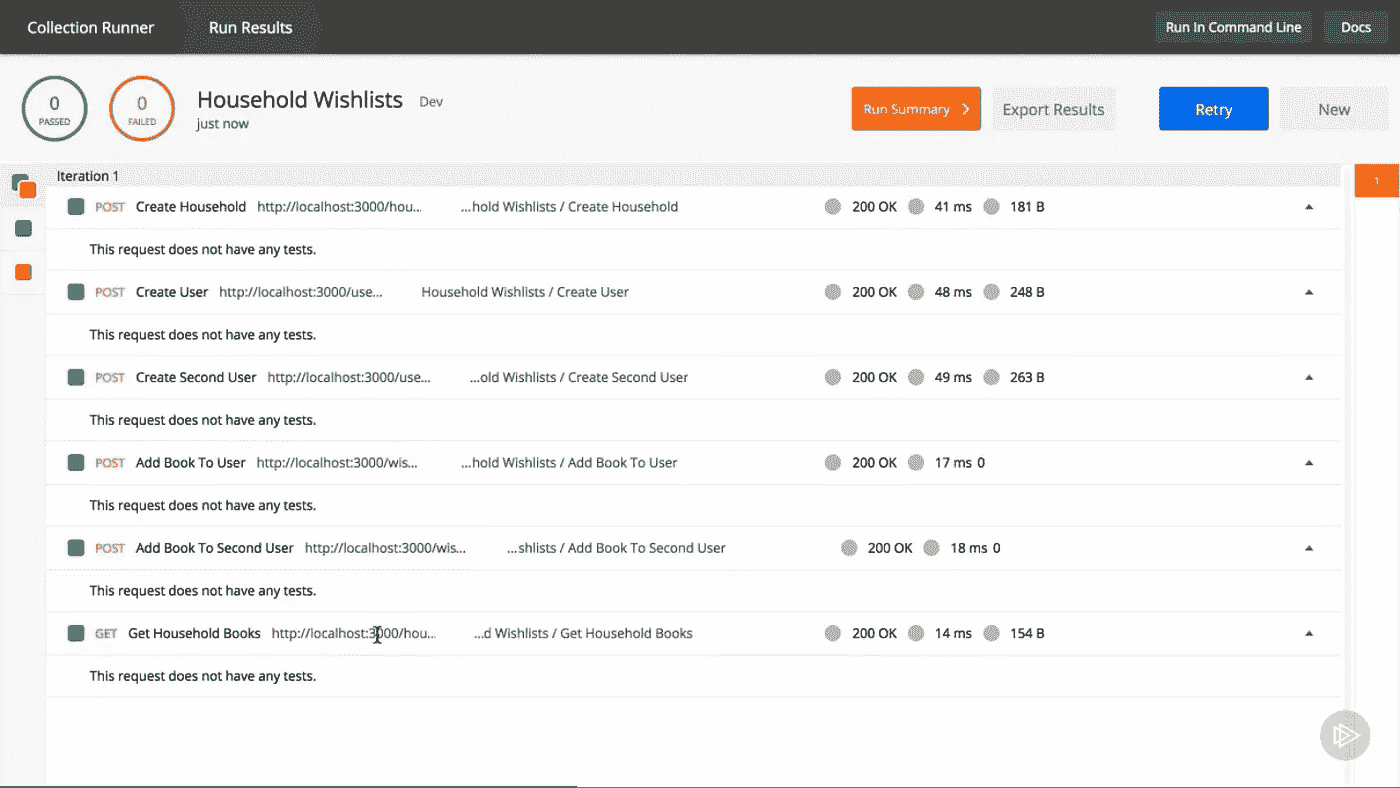 Collection Runner Run Results Run In Command Line Docs
0 PASSED
0 FAILED
Household Wishlists Dev
just now
Run Summary Export Results Retry New
Iteration 1
1
POST Create Household http://localhost:3000/hou... ...hold Wishlists / Create Household 200 OK 41 ms 181 B
This request does not have any tests.
POST Create User http://localhost:3000/use... Household Wishlists / Create User 200 OK 48 ms 248 B
This request does not have any tests.
POST Create Second User http://localhost:3000/use... ...old Wishlists / Create Second User 200 OK 49 ms 263 B
This request does not have any tests.
POST Add Book To User http://localhost:3000/wis... ...hold Wishlists / Add Book To User 200 OK 17 ms 0
This request does not have any tests.
POST Add Book To Second User http://localhost:3000/wis... ...shlists / Add Book To Second User 200 OK 18 ms 0
This request does not have any tests.
GET Get Household Books http://localhost:3000/hou... ...d Wishlists / Get Household Books 200 OK 14 ms 154 B
This request does not have any tests.